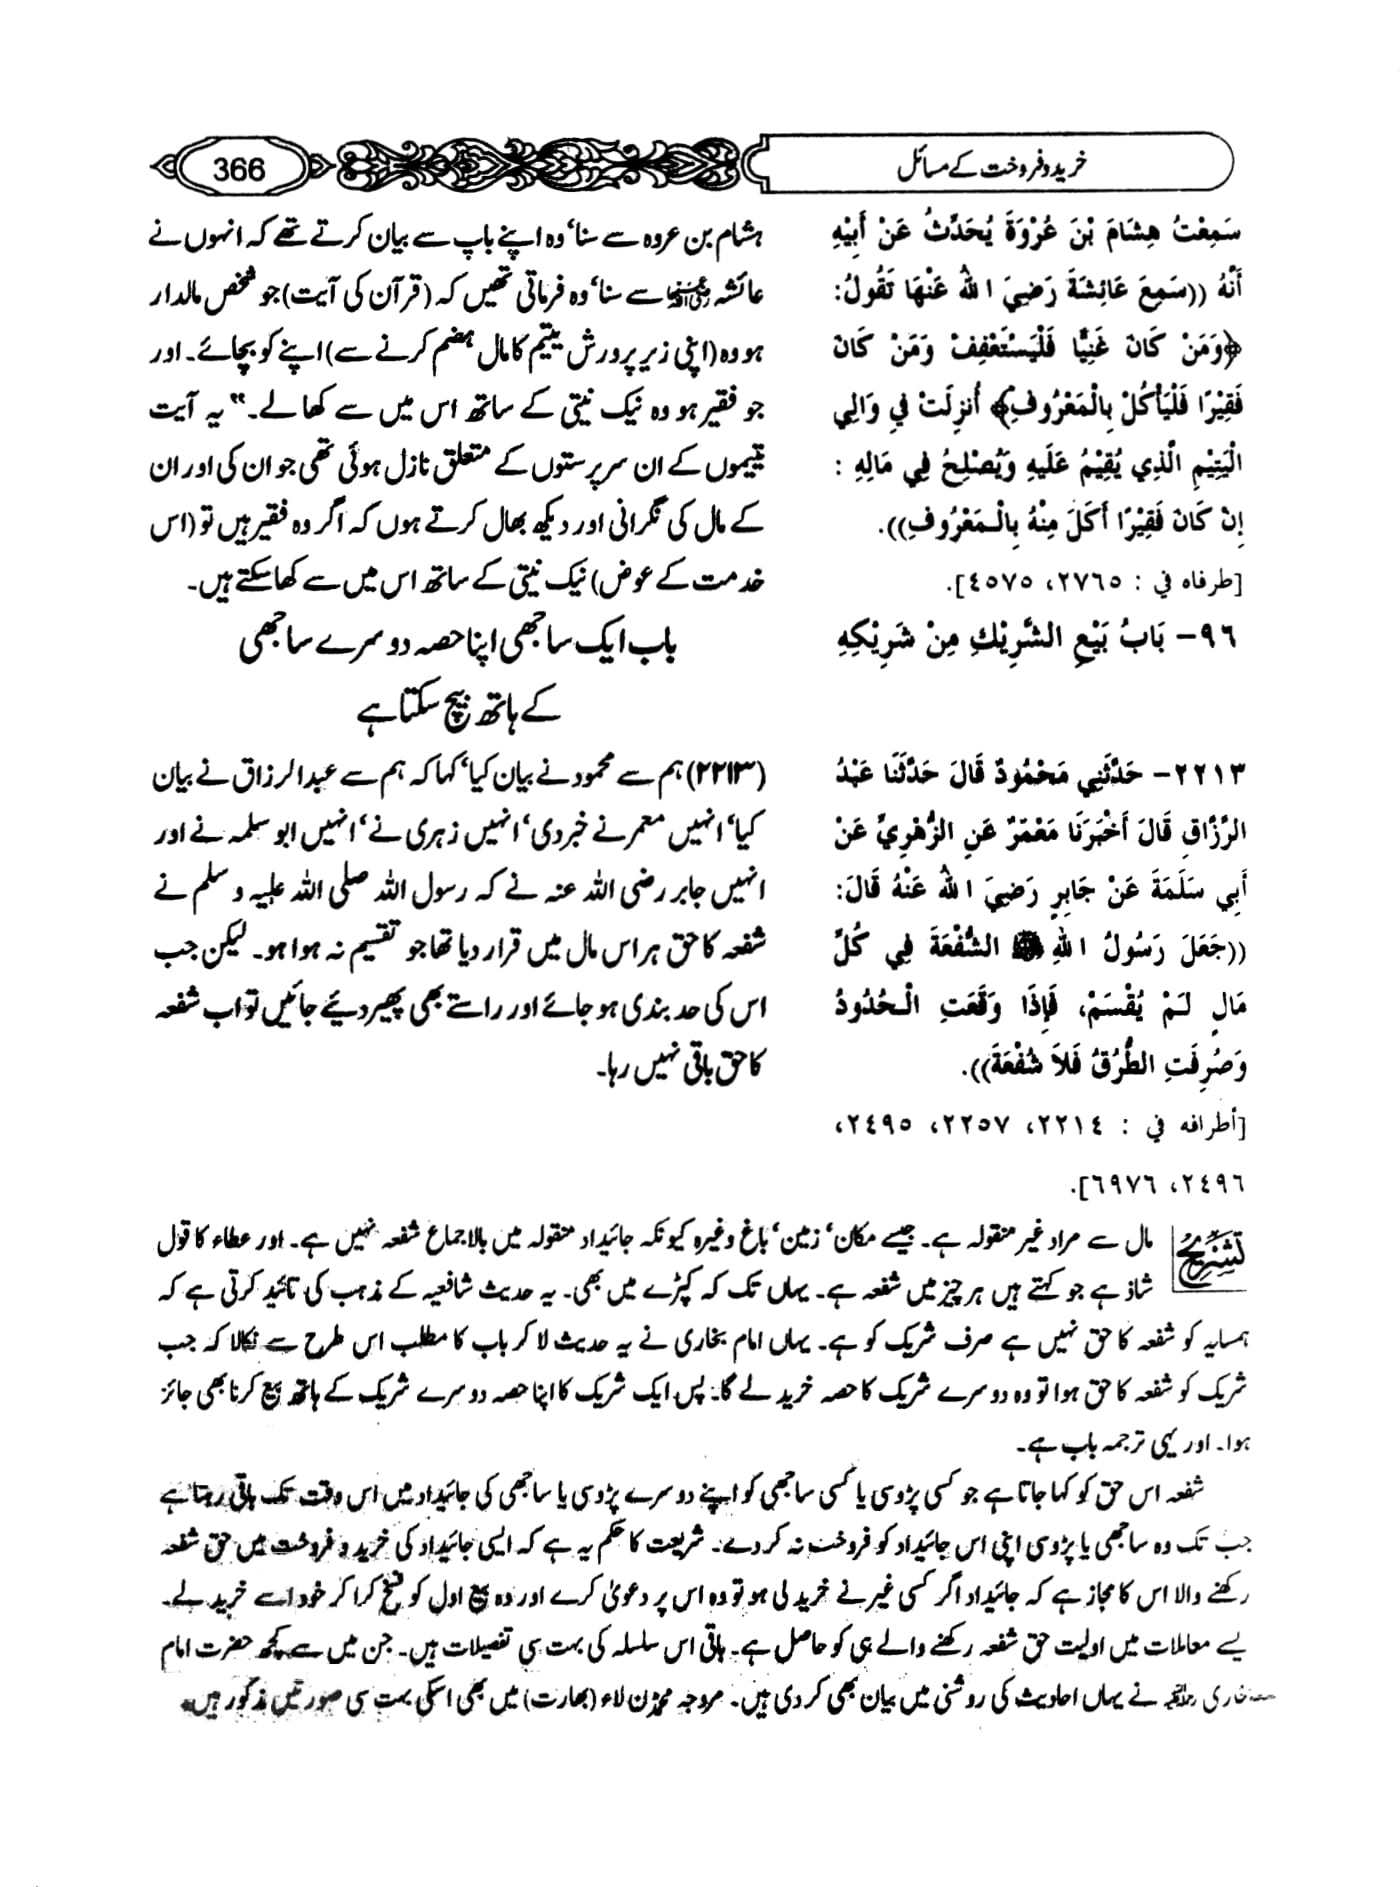 خرید و فروخت کے مسائل
366
سَمِعْتُ هِشَامَ بْنَ عُرْوَةَ يُحَدِّثُ عَنْ أَبِيْهِ
أَنَّهُ ((سَمِعَ عَائِشَةَ رَضِيَ اللهُ عَنْهَا تَقُولُ:
﴿وَمَنْ كَانَ غَنِيًّا فَلْيَسْتَعْفِفْ وَمَنْ كَانَ
فَقِيْرًا فَلْيَأْكُلْ بِالْمَعْرُوفِ﴾ أُنزِلَتْ فِي وَالِي
الْيَتِيْمِ الَّذِي يُقِيْمُ عَلَيهِ وَيُصْلِحُ فِي مَالِهِ :
إِنْ كَانَ فَقِيْرًا أَكَلَ مِنْهُ بِالْمَعْرُوفِ)).
[طرفاه في : ٢٧٦٥، ٤٥٧٥].
٩٦- بَابُ بَيْعِ الشَّرِيْكِ مِنْ شَرِيْكِهِ
٢٢١٣- حَدَّثَنِي مَحْمُودٌ قَالَ حَدَّثَنَا عَبْدُ
الرَّزَّاقِ قَالَ أَخْبَرَنَا مَعْمَرٌ عَنِ الزُّهْرِيِّ عَنْ
أَبِي سَلَمَةَ عَنْ جَابِرٍ رَضِيَ اللهُ عَنْهُ قَالَ:
((جَعَلَ رَسُولُ اللهِ ﷺ الشُّفْعَةَ فِي كُلِّ
مَالٍ لَمْ يُقْسَمْ، فَإِذَا وَقَعَتِ الْحُدُودُ
وَصُرِفَتِ الطُّرُقُ فَلاَ شُفْعَةَ)).
[أطرافه في : ٢٢١٤، ٢٢٥٧، ٢٤٩٥،
٢٤٩٦، ٦٩٧٦].
ہشام بن عروہ سے سنا‘ وہ اپنے باپ سے بیان کرتے تھے کہ انہوں نے
عائشہ رضی اللہ عنہا سے سنا‘ وہ فرماتی تھیں کہ (قرآن کی آیت) جو شخص مالدار
ہو وہ (اپنی زیر پرورش یتیم کا مال ہضم کرنے سے) اپنے کو بچائے۔ اور
جو فقیر ہو وہ نیک نیتی کے ساتھ اس میں سے کھا لے۔“ یہ آیت
یتیموں کے ان سرپرستوں کے متعلق نازل ہوئی تھی جو ان کی اور ان
کے مال کی نگرانی اور دیکھ بھال کرتے ہوں کہ اگر وہ فقیر ہیں تو (اس
خدمت کے عوض) نیک نیتی کے ساتھ اس میں سے کھا سکتے ہیں۔
باب ایک ساجھی اپنا حصہ دوسرے ساجھی
کے ہاتھ بیچ سکتا ہے
(۲۲۱۳) ہم سے محمود نے بیان کیا‘ کہا کہ ہم سے عبدالرزاق نے بیان
کیا‘ انہیں معمر نے خبر دی‘ انہیں زہری نے‘ انہیں ابو سلمہ نے اور
انہیں جابر رضی اللہ عنہ نے کہ رسول اللہ صلی اللہ علیہ و سلم نے
شفعہ کا حق ہر اس مال میں قرار دیا تھا جو تقسیم نہ ہوا ہو۔ لیکن جب
اس کی حد بندی ہو جائے اور راستے بھی پھیر دیئے جائیں تو اب شفعہ
کا حق باقی نہیں رہا۔
تشریح مال سے مراد غیر منقولہ ہے۔ جیسے مکان‘ زمین‘ باغ وغیرہ کیونکہ جائیداد منقولہ میں بالاجماع شفعہ نہیں ہے۔ اور عطاء کا قول
شاذ ہے جو کہتے ہیں ہر چیز میں شفعہ ہے۔ یہاں تک کہ کپڑے میں بھی۔ یہ حدیث شافعیہ کے مذہب کی تائید کرتی ہے کہ
ہمسایہ کو شفعہ کا حق نہیں ہے صرف شریک کو ہے۔ یہاں امام بخاری نے یہ حدیث لا کر باب کا مطلب اس طرح سے نکالا کہ جب
شریک کو شفعہ کا حق ہوا تو وہ دوسرے شریک کا حصہ خرید لے گا۔ پس ایک شریک کا اپنا حصہ دوسرے شریک کے ہاتھ بیع کرنا بھی جائز
ہوا۔ اور یہی ترجمہ باب ہے۔
شفعہ اس حق کو کہا جاتا ہے جو کسی پڑوسی یا کسی ساجھی کو اپنے دوسرے پڑوسی یا ساجھی کی جائیداد میں اس وقت تک باقی رہتا ہے
جب تک وہ ساجھی یا پڑوسی اپنی اس جائیداد کو فروخت نہ کر دے۔ شریعت کا حکم یہ ہے کہ ایسی جائیداد کی خرید و فروخت میں حق شفعہ
رکھنے والا اس کا مجاز ہے کہ جائیداد اگر کسی غیر نے خرید لی ہو تو وہ اس پر دعویٰ کرے اور وہ بیع اول کو فسخ کرا کر خود اسے خرید لے۔
ایسے معاملات میں اولیت حق شفعہ رکھنے والے ہی کو حاصل ہے۔ باقی اس سلسلہ کی بہت سی تفصیلات ہیں۔ جن میں سے کچھ حضرت امام
بخاری رحمہ اللہ نے یہاں احادیث کی روشنی میں بیان بھی کر دی ہیں۔ مروجہ محمڈن لاء (بھارت) میں بھی اسکی بہت سی صورتیں مذکور ہیں۔